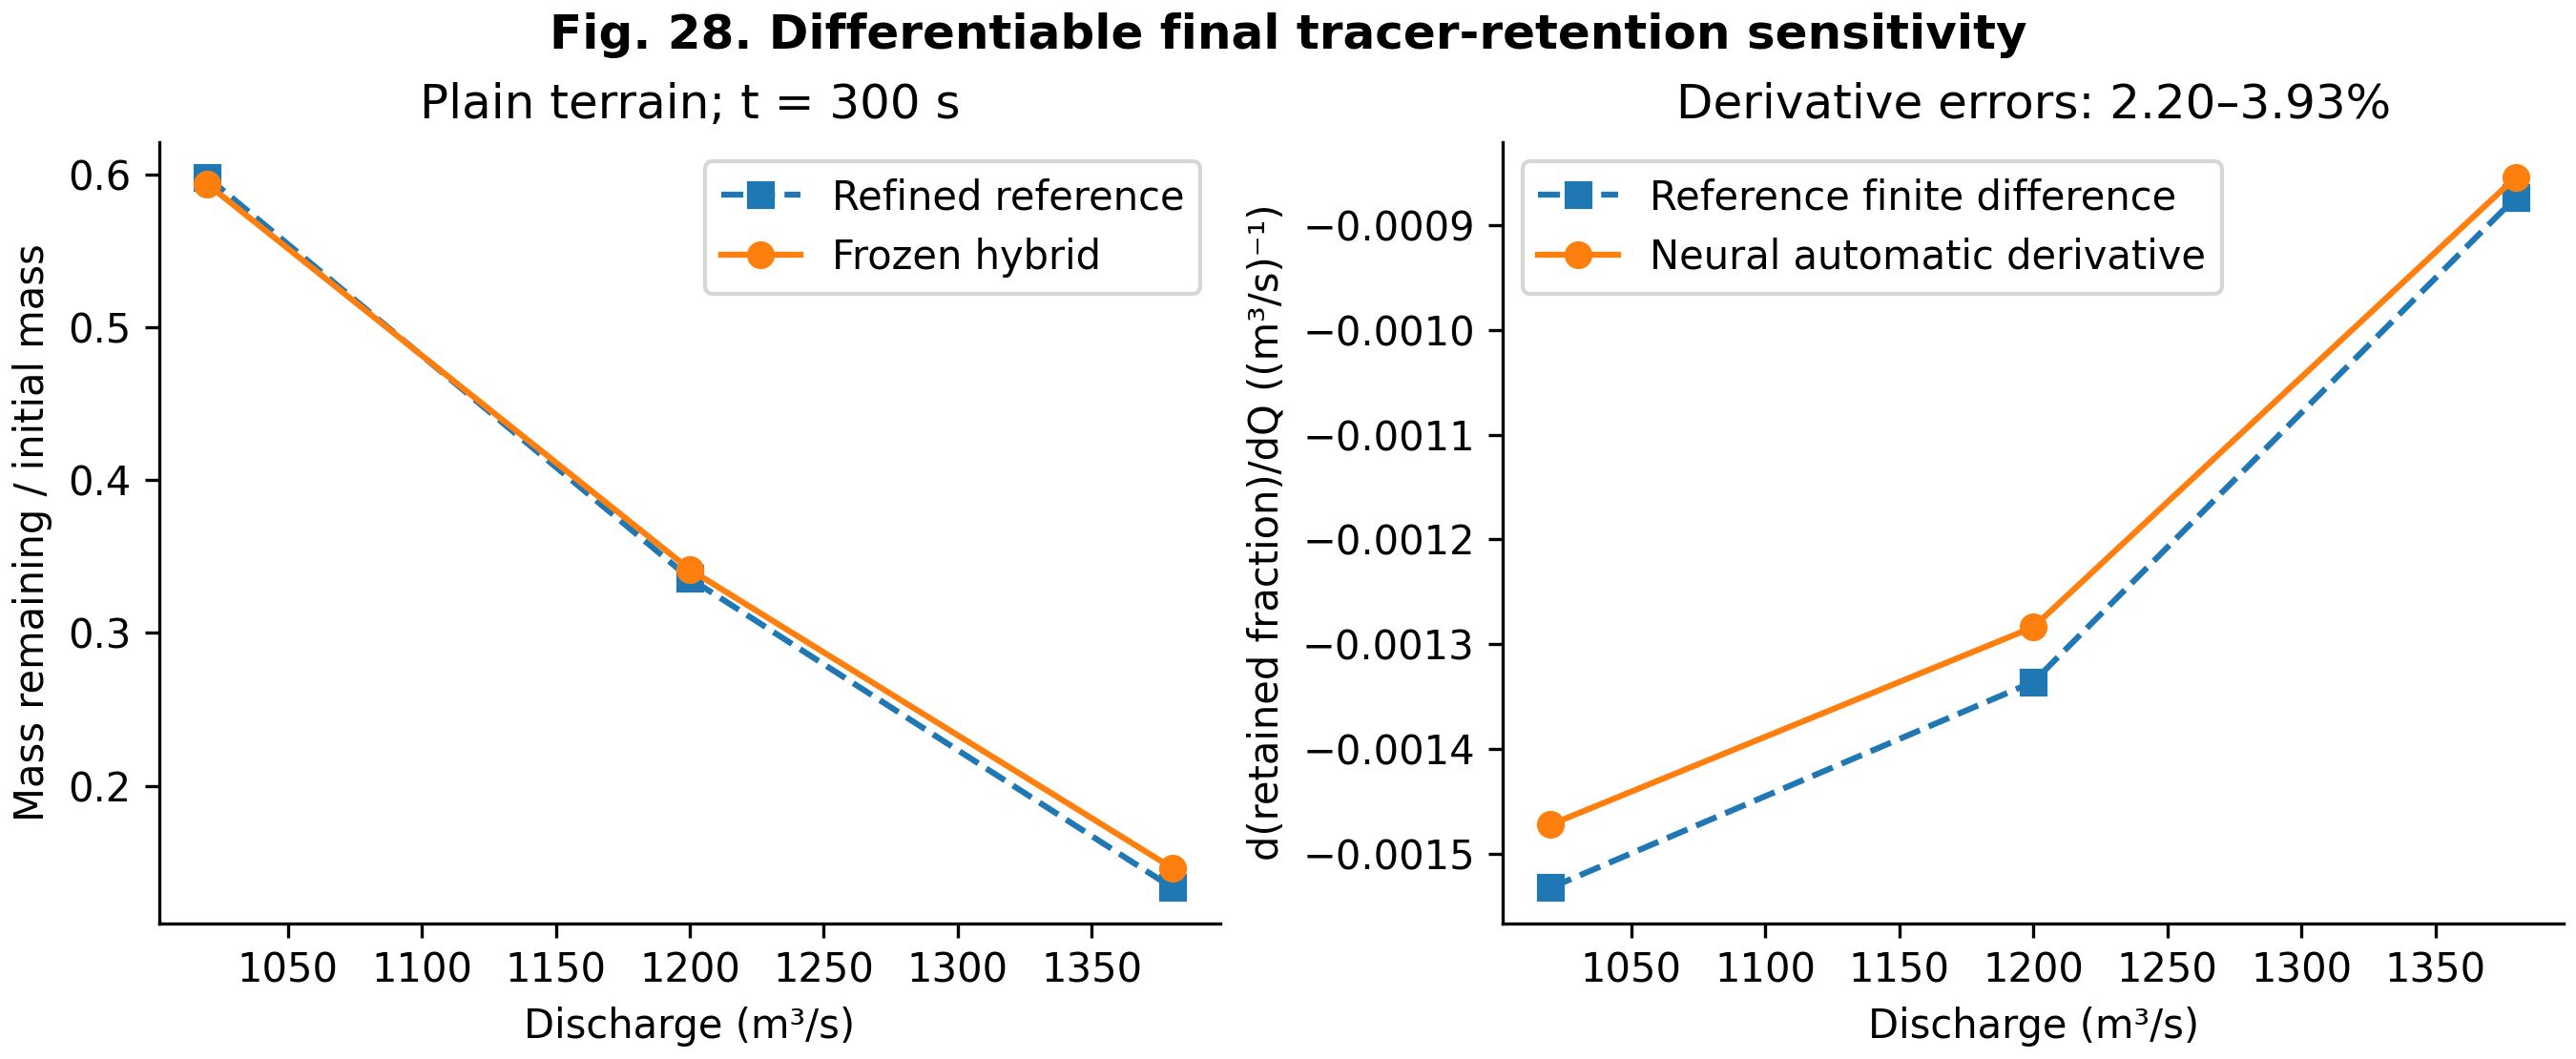 Fig. 28. Differentiable final tracer-retention sensitivity
Plain terrain; t = 300 s
Mass remaining / initial mass
0.6
0.5
0.4
0.3
0.2
Refined reference
Frozen hybrid
1050 1100 1150 1200 1250 1300 1350
Discharge (m³/s)
Derivative errors: 2.20–3.93%
d(retained fraction)/dQ ((m³/s)⁻¹)
−0.0009
−0.0010
−0.0011
−0.0012
−0.0013
−0.0014
−0.0015
Reference finite difference
Neural automatic derivative
1050 1100 1150 1200 1250 1300 1350
Discharge (m³/s)